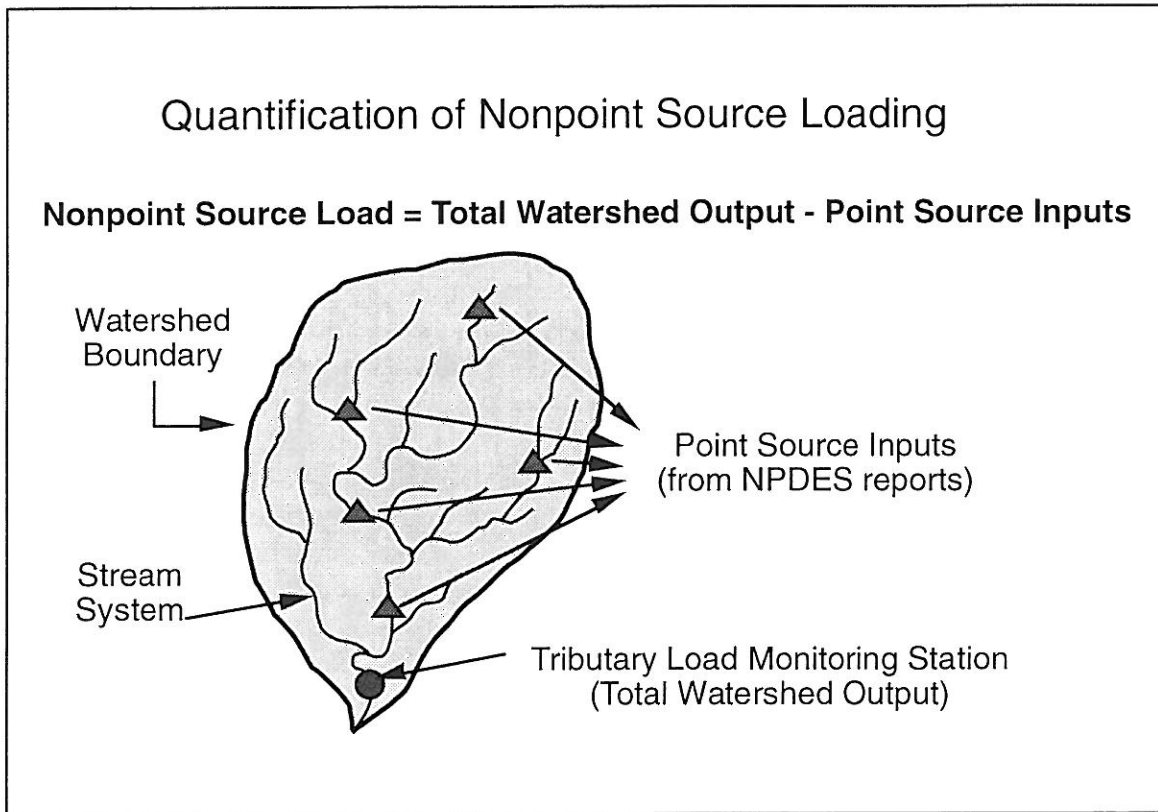 Quantification of Nonpoint Source Loading
Nonpoint Source Load = Total Watershed Output - Point Source Inputs
Watershed
Boundary
Point Source Inputs
(from NPDES reports)
Stream
System
Tributary Load Monitoring Station
(Total Watershed Output)